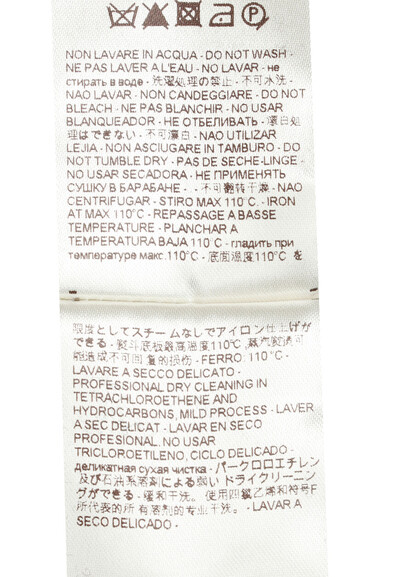 NON LAVARE IN ACQUA - DO NOT WASH -
NE PAS LAVER A L'EAU - NO LAVAR - не
стирать в воде - 洗濯処理の禁止 - 不可水洗 -
NAO LAVAR - NON CANDEGGIARE - DO NOT
BLEACH - NE PAS BLANCHIR - NO USAR
BLANQUEADOR - НЕ ОТБЕЛИВАТЬ - 漂白処
理はできない - 不可漂白 - NAO UTILIZAR
LEJIA - NON ASCIUGARE IN TAMBURO - DO
NOT TUMBLE DRY - PAS DE SECHE-LINGE -
NO USAR SECADORA - НЕ ПРИМЕНЯТЬ
СУШКУ В БАРАБАНЕ - - 不可翻转干燥 - NAO
CENTRIFUGAR - STIRO MAX 110°C - IRON
AT MAX 110°C - REPASSAGE A BASSE
TEMPERATURE - PLANCHAR A
TEMPERATURA BAJA 110°C - гладить при
температуре макс.110°C - 底面温度110°C を
限度としてスチームなしでアイロン仕上げが
できる - 熨斗底板最高温度110℃,蒸汽熨烫可
能造成不可回复的损伤 - FERRO: 110°C -
LAVARE A SECCO DELICATO -
PROFESSIONAL DRY CLEANING IN
TETRACHLOROETHENE AND
HYDROCARBONS, MILD PROCESS - LAVER
A SEC DELICAT - LAVAR EN SECO
PROFESIONAL, NO USAR
TRICLOROETILENO, CICLO DELICADO -
деликатная сухая чистка - パークロロエチレン
及び石油系溶剤による弱い ドライクリーニン
グができる - 缓和干洗。 使用四氯乙烯和符号F
所代表的所有溶剂的专业干洗。 - LAVAR A
SECO DELICADO -